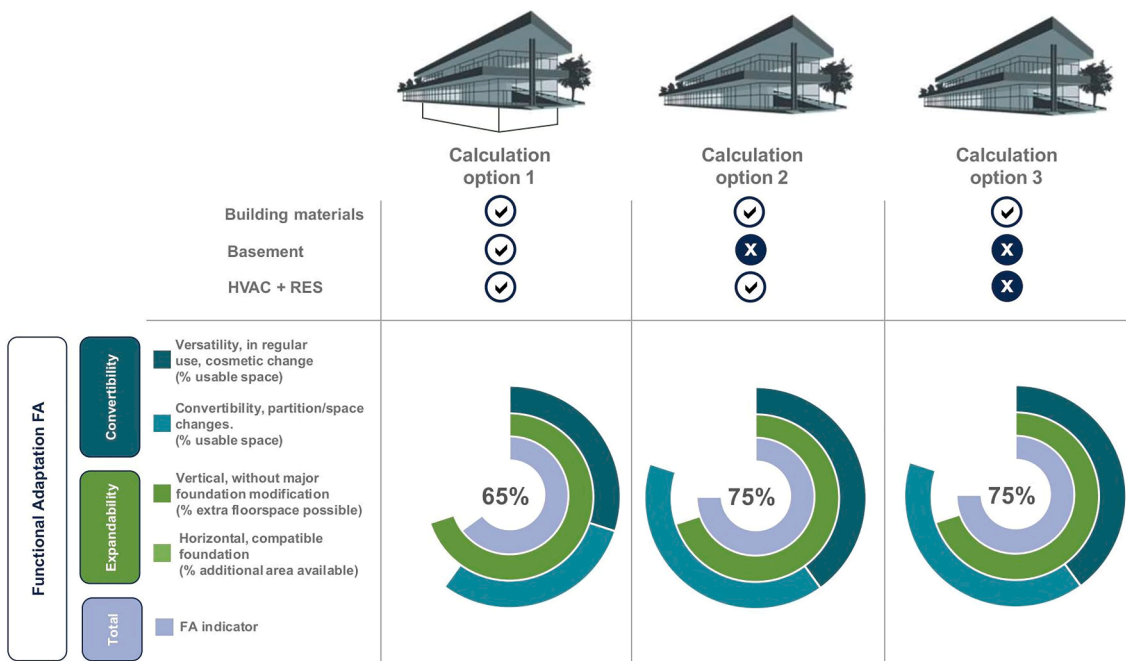 Calculation
option 1
Calculation
option 2
Calculation
option 3
Building materials
Basement
X
HVAC + RES
X
X
Functional Adaptation FA
Convertibility
Versatility, in regular
use, cosmetic change
(% usable space)
Convertibility, partition/space
changes.
(% usable space)
Expandability
Vertical, without major
foundation modification
(% extra floorspace possible)
Horizontal, compatible
foundation
(% additional area available)
Total
FA indicator
65%
75%
75%